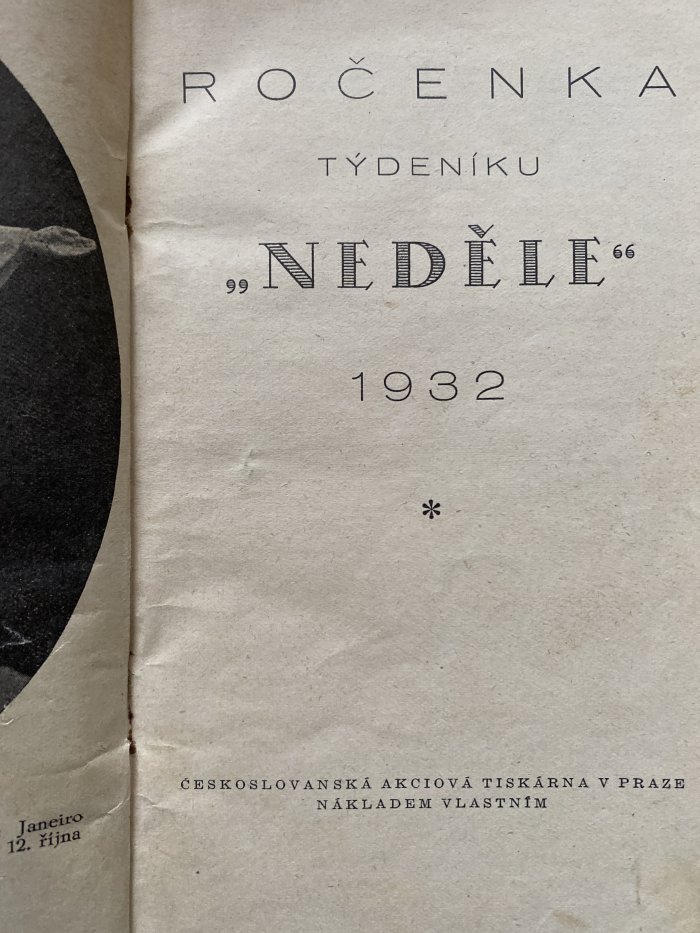 Janeiro
12. října
ROČENKA
TÝDENÍKU
„NEDĚLE“
1932
*
ČESKOSLOVANSKÁ AKCIOVÁ TISKÁRNA V PRAZE
NÁKLADEM VLASTNÍM